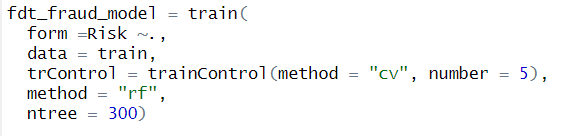 fdt_fraud_model = train(
form =Risk ~.,
data = train,
trControl = trainControl(method = "cv", number = 5),
method = "rf",
ntree = 300)